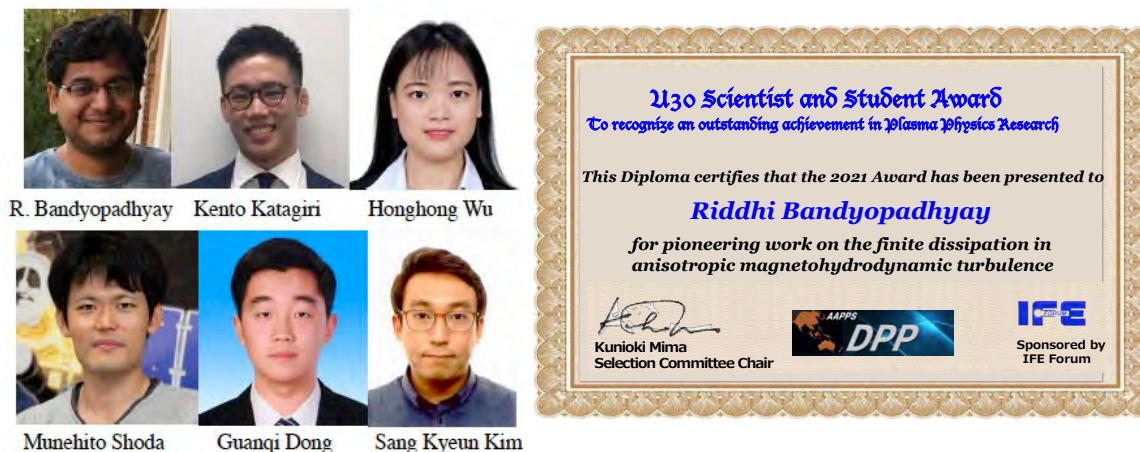 R. Bandyopadhyay Kento Katagiri Honghong Wu
Munehito Shoda Guanqi Dong Sang Kyeun Kim
U30 Scientist and Student Award
To recognize an outstanding achievement in Plasma Physics Research
This Diploma certifies that the 2021 Award has been presented to
Riddhi Bandyopadhyay
for pioneering work on the finite dissipation in
anisotropic magnetohydrodynamic turbulence
Kunioki Mima
Selection Committee Chair
AAPPS
DPP
IFE
FORUM
Sponsored by
IFE Forum